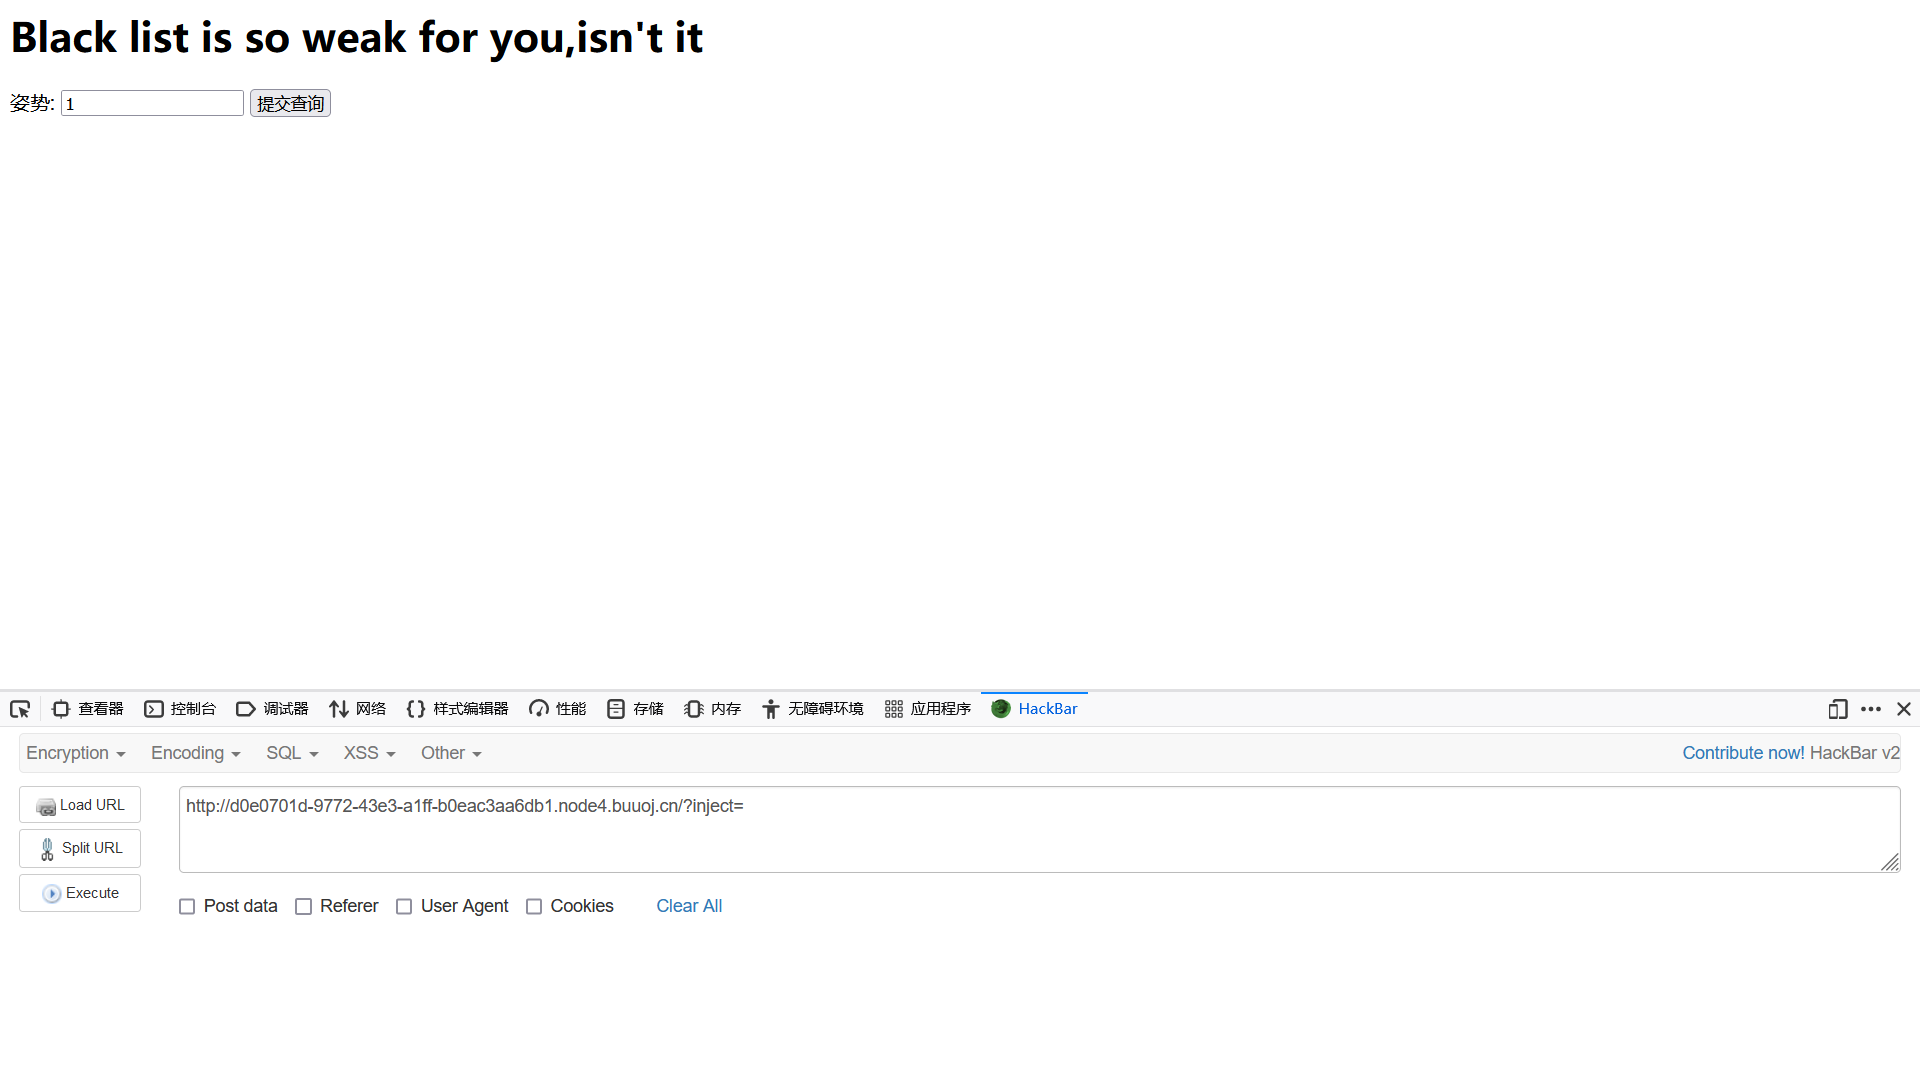 Black list is so weak for you,isn't it
姿势: 1 提交查询
查看器 控制台 调试器 网络 样式编辑器 性能 存储 内存 无障碍环境 应用程序 HackBar
Encryption Encoding SQL XSS Other Contribute now! HackBar v2
Load URL http://d0e0701d-9772-43e3-a1ff-b0eac3aa6db1.node4.buuoj.cn/?inject=
Split URL
Execute
Post data Referer User Agent Cookies Clear All